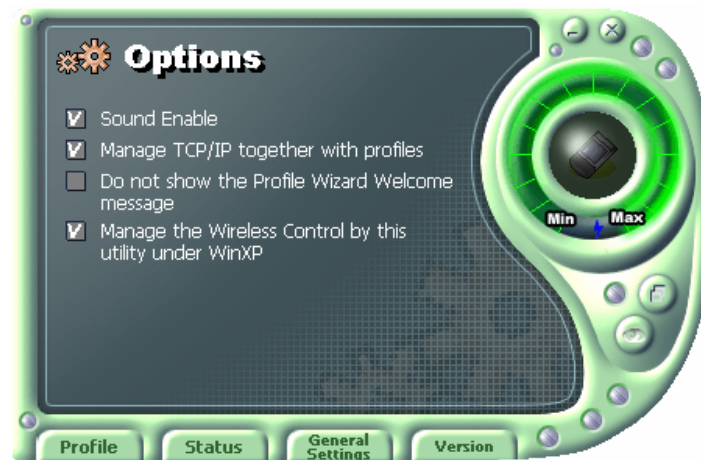 Options
Sound Enable
Manage TCP/IP together with profiles
Do not show the Profile Wizard Welcome
message
Manage the Wireless Control by this
utility under WinXP
Min
Max
Profile
Status
General
Settings
Version